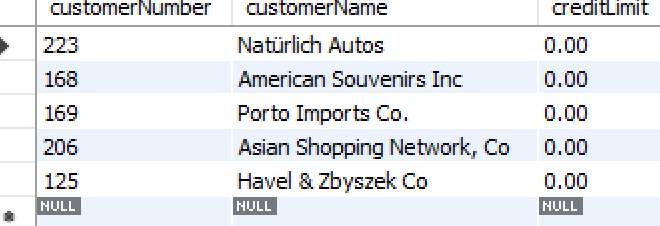 customerNumber customerName creditLimit
223 Natürlich Autos 0.00
168 American Souvenirs Inc 0.00
169 Porto Imports Co. 0.00
206 Asian Shopping Network, Co 0.00
125 Havel & Zbyszek Co 0.00
NULL NULL NULL